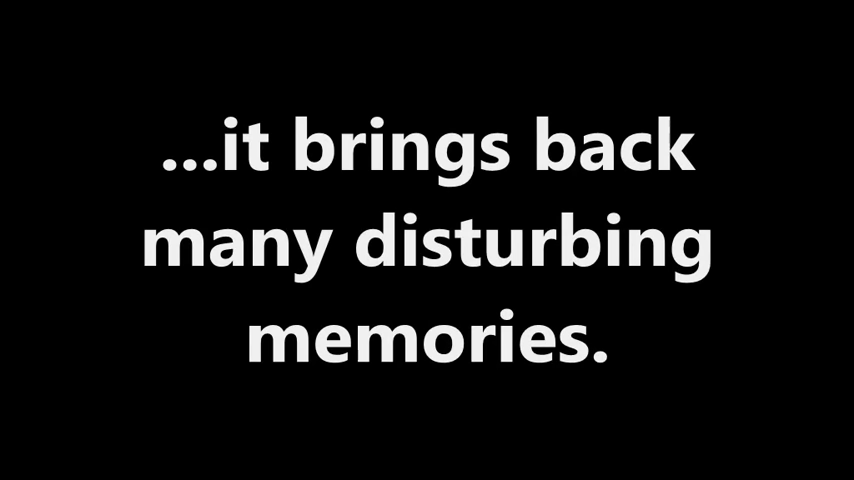 ...it brings back
many disturbing
memories.